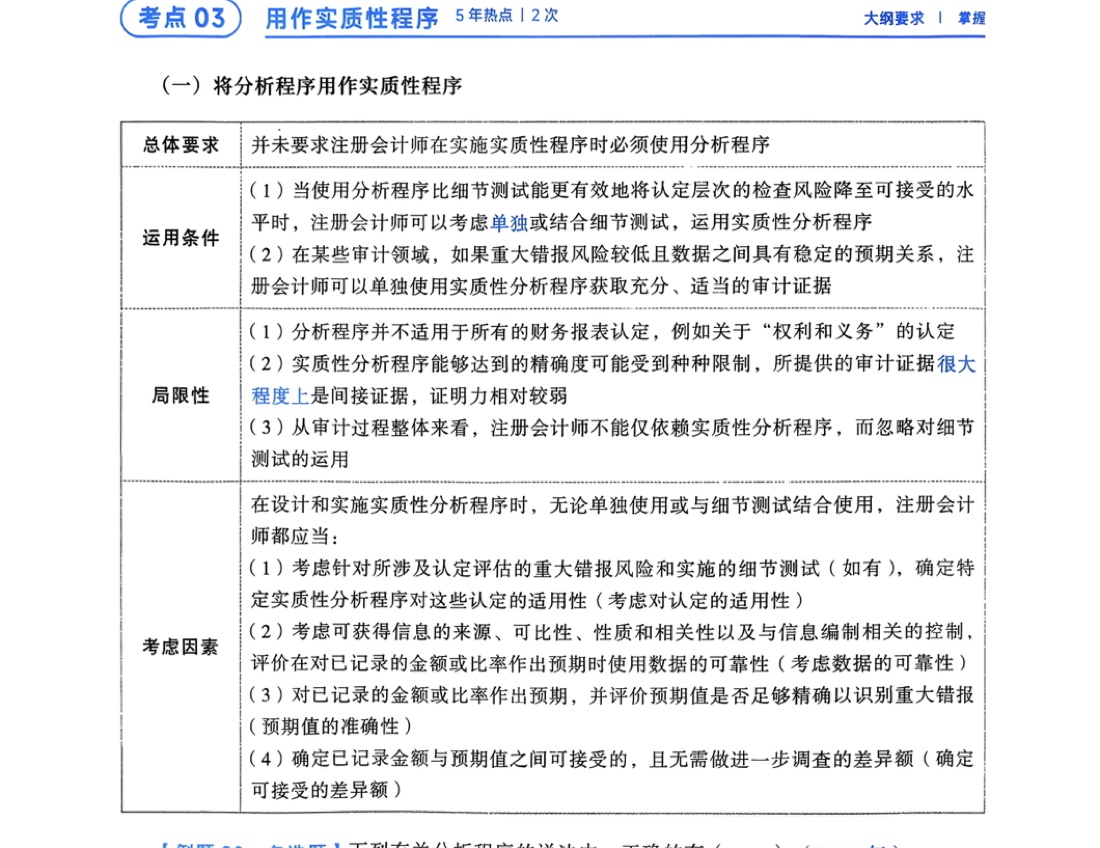 考点 03 用作实质性程序 5年热点 | 2次 大纲要求 | 掌握
（一）将分析程序用作实质性程序
总体要求 并未要求注册会计师在实施实质性程序时必须使用分析程序
运用条件
（1）当使用分析程序比细节测试能更有效地将认定层次的检查风险降至可接受的水
平时，注册会计师可以考虑单独或结合细节测试，运用实质性分析程序
（2）在某些审计领域，如果重大错报风险较低且数据之间具有稳定的预期关系，注
册会计师可以单独使用实质性分析程序获取充分、适当的审计证据
局限性
（1）分析程序并不适用于所有的财务报表认定，例如关于“权利和义务”的认定
（2）实质性分析程序能够达到的精确度可能受到种种限制，所提供的审计证据很大
程度上是间接证据，证明力相对较弱
（3）从审计过程整体来看，注册会计师不能仅依赖实质性分析程序，而忽略对细节
测试的运用
考虑因素
在设计和实施实质性分析程序时，无论单独使用或与细节测试结合使用，注册会计
师都应当：
（1）考虑针对所涉及认定评估的重大错报风险和实施的细节测试（如有），确定特
定实质性分析程序对这些认定的适用性（考虑对认定的适用性）
（2）考虑可获得信息的来源、可比性、性质和相关性以及与信息编制相关的控制，
评价在对已记录的金额或比率作出预期时使用数据的可靠性（考虑数据的可靠性）
（3）对已记录的金额或比率作出预期，并评价预期值是否足够精确以识别重大错报
（预期值的准确性）
（4）确定已记录金额与预期值之间可接受的，且无需做进一步调查的差异额（确定
可接受的差异额）